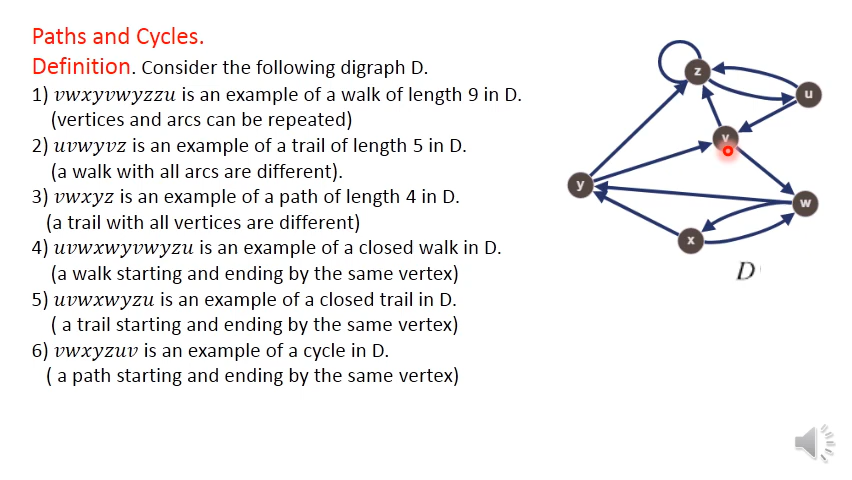 Paths and Cycles.
Definition. Consider the following digraph D.
1) 𝑣𝑤𝑥𝑦𝑣𝑤𝑦𝑧𝑧𝑢 is an example of a walk of length 9 in D.
(vertices and arcs can be repeated)
2) 𝑢𝑣𝑤𝑦𝑣𝑧 is an example of a trail of length 5 in D.
(a walk with all arcs are different).
3) 𝑣𝑤𝑥𝑦𝑧 is an example of a path of length 4 in D.
(a trail with all vertices are different)
4) 𝑢𝑣𝑤𝑥𝑤𝑦𝑣𝑤𝑦𝑧𝑢 is an example of a closed walk in D.
(a walk starting and ending by the same vertex)
5) 𝑢𝑣𝑤𝑥𝑤𝑦𝑧𝑢 is an example of a closed trail in D.
( a trail starting and ending by the same vertex)
6) 𝑣𝑤𝑥𝑦𝑧𝑢𝑣 is an example of a cycle in D.
( a path starting and ending by the same vertex)
z
u
v
y
w
x
D